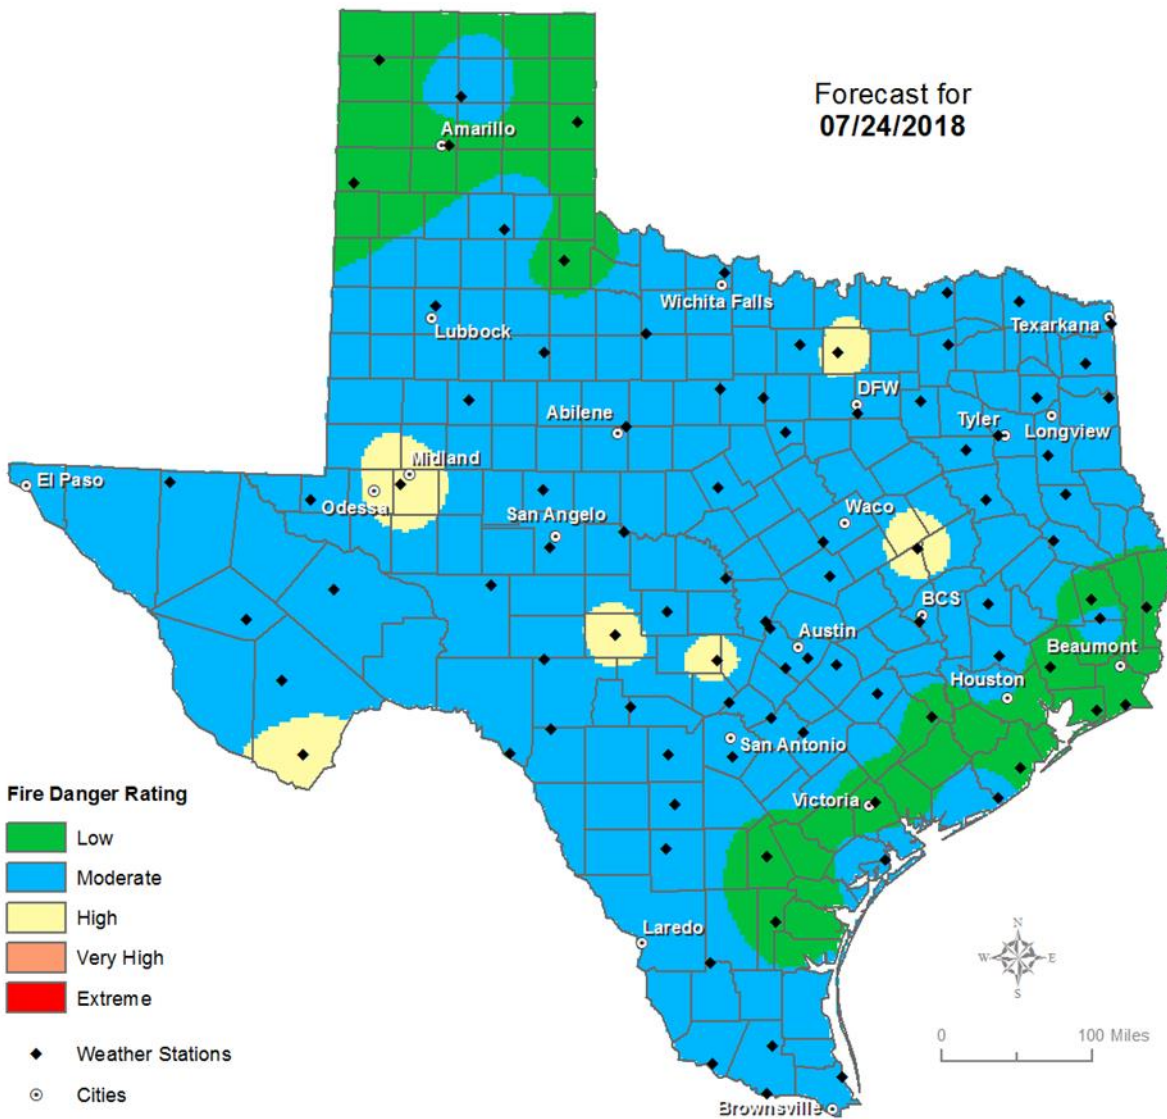 Forecast for
07/24/2018
Amarillo
Wichita Falls
Lubbock
Texarkana
DFW
Abilene
Tyler
Longview
Midland
El Paso
Odessa
San Angelo
Waco
BCS
Austin
Beaumont
Houston
San Antonio
Victoria
Laredo
Brownsville
Fire Danger Rating
Low
Moderate
High
Very High
Extreme
Weather Stations
Cities
N
W E
S
0 100 Miles